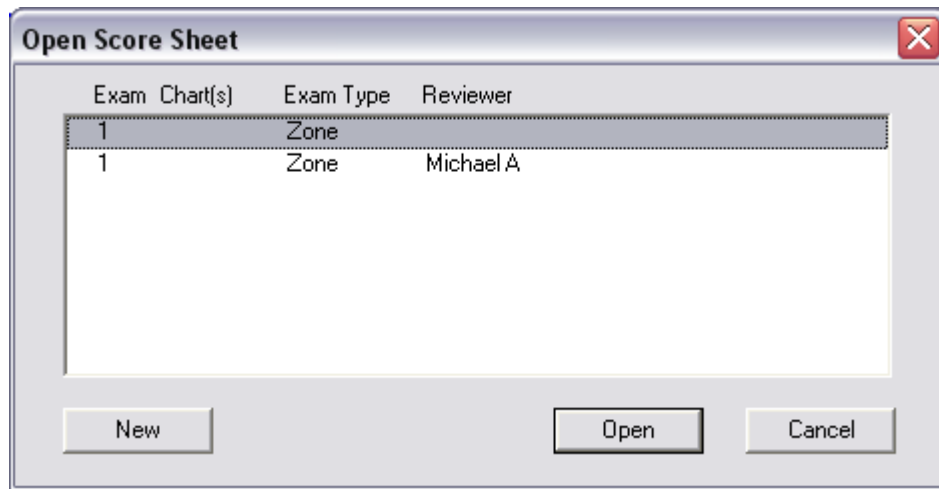 Open Score Sheet
Exam Chart(s) Exam Type Reviewer
1 Zone
1 Zone Michael A
New Open Cancel